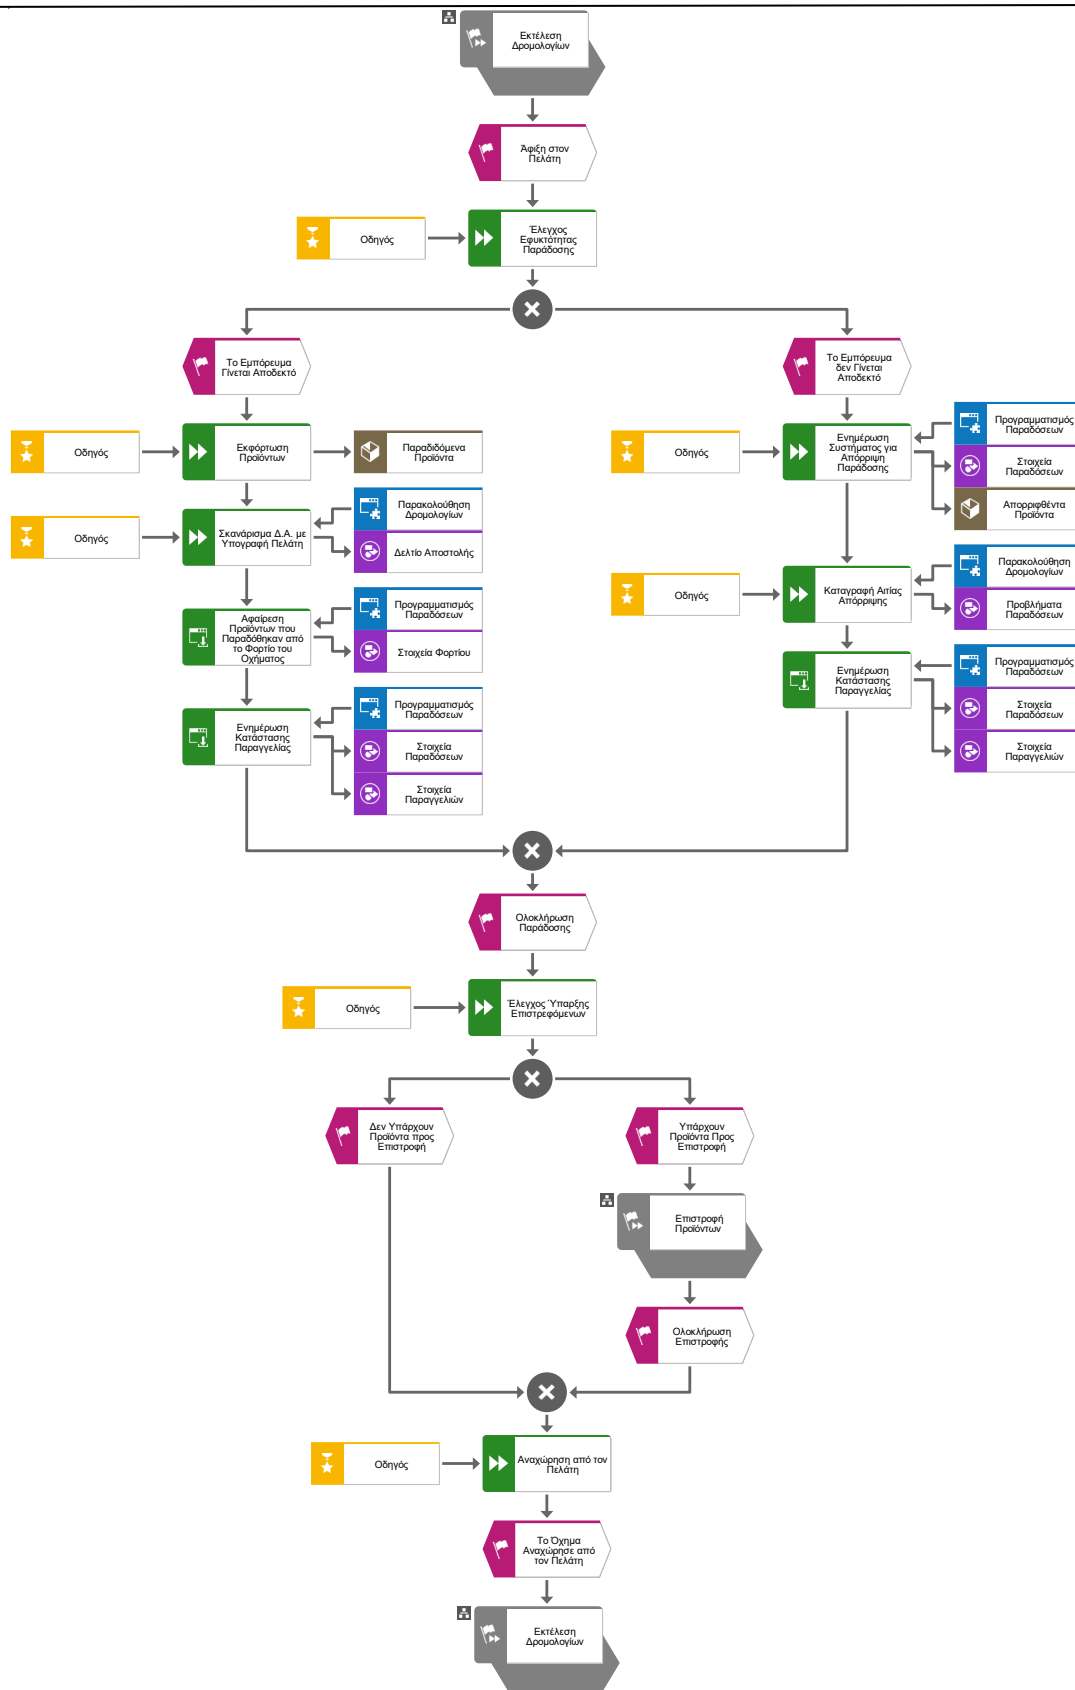 Εκτέλεση
Δρομολογίων
Άφιξη στον
Πελάτη
Οδηγός
Έλεγχος
Εφυκτότητας
Παράδοσης
Το Εμπόρευμα
Γίνεται Αποδεκτό
Το Εμπόρευμα
δεν Γίνεται
Αποδεκτό
Οδηγός
Εκφόρτωση
Προϊόντων
Παραδιδόμενα
Προϊόντα
Οδηγός
Ενημέρωση
Συστήματος για
Απόρριψη
Παράδοσης
Προγραμματισμός
Παραδόσεων
Στοιχεία
Παραδόσεων
Απορριφθέντα
Προϊόντα
Οδηγός
Σκανάρισμα Δ.Α. με
Υπογραφή Πελάτη
Παρακολούθηση
Δρομολογίων
Δελτίο Αποστολής
Οδηγός
Καταγραφή Αιτίας
Απόρριψης
Παρακολούθηση
Δρομολογίων
Προβλήματα
Παραδόσεων
Αφαίρεση
Προϊόντων που
Παραδόθηκαν από
το Φορτίο του
Οχήματος
Προγραμματισμός
Παραδόσεων
Στοιχεία Φορτίου
Ενημέρωση
Κατάστασης
Παραγγελίας
Προγραμματισμός
Παραδόσεων
Στοιχεία
Παραδόσεων
Στοιχεία
Παραγγελιών
Ενημέρωση
Κατάστασης
Παραγγελίας
Προγραμματισμός
Παραδόσεων
Στοιχεία
Παραδόσεων
Στοιχεία
Παραγγελιών
Ολοκλήρωση
Παράδοσης
Οδηγός
Έλεγχος Ύπαρξης
Επιστρεφόμενων
Δεν Υπάρχουν
Προϊόντα προς
Επιστροφή
Υπάρχουν
Προϊόντα Προς
Επιστροφή
Επιστροφή
Προϊόντων
Ολοκλήρωση
Επιστροφής
Οδηγός
Αναχώρηση από τον
Πελάτη
Το Όχημα
Αναχώρησε από
τον Πελάτη
Εκτέλεση
Δρομολογίων